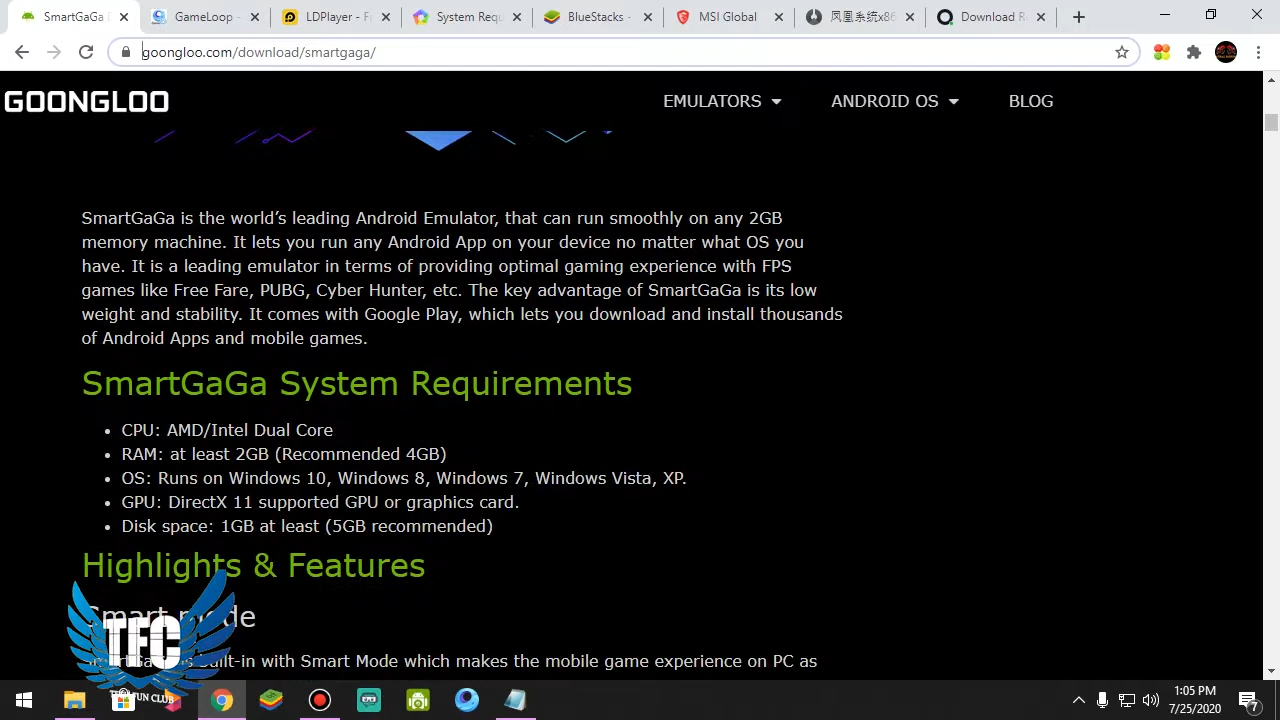 SmartGaGa D
GameLoop -
LDPlayer - F
System Requ
BlueStacks -
MSI Global
Download R
goongloo.com/download/smartgaga/
GOONGLOO
EMULATORS
ANDROID OS
BLOG
SmartGaGa is the world’s leading Android Emulator, that can run smoothly on any 2GB
memory machine. It lets you run any Android App on your device no matter what OS you
have. It is a leading emulator in terms of providing optimal gaming experience with FPS
games like Free Fare, PUBG, Cyber Hunter, etc. The key advantage of SmartGaGa is its low
weight and stability. It comes with Google Play, which lets you download and install thousands
of Android Apps and mobile games.
SmartGaGa System Requirements
• CPU: AMD/Intel Dual Core
• RAM: at least 2GB (Recommended 4GB)
• OS: Runs on Windows 10, Windows 8, Windows 7, Windows Vista, XP.
• GPU: DirectX 11 supported GPU or graphics card.
• Disk space: 1GB at least (5GB recommended)
Highlights & Features
Smart mode
SmartGaGa is built-in with Smart Mode which makes the mobile game experience on PC as
TFC
FUN CLUB
1:05 PM
7/25/2020
7